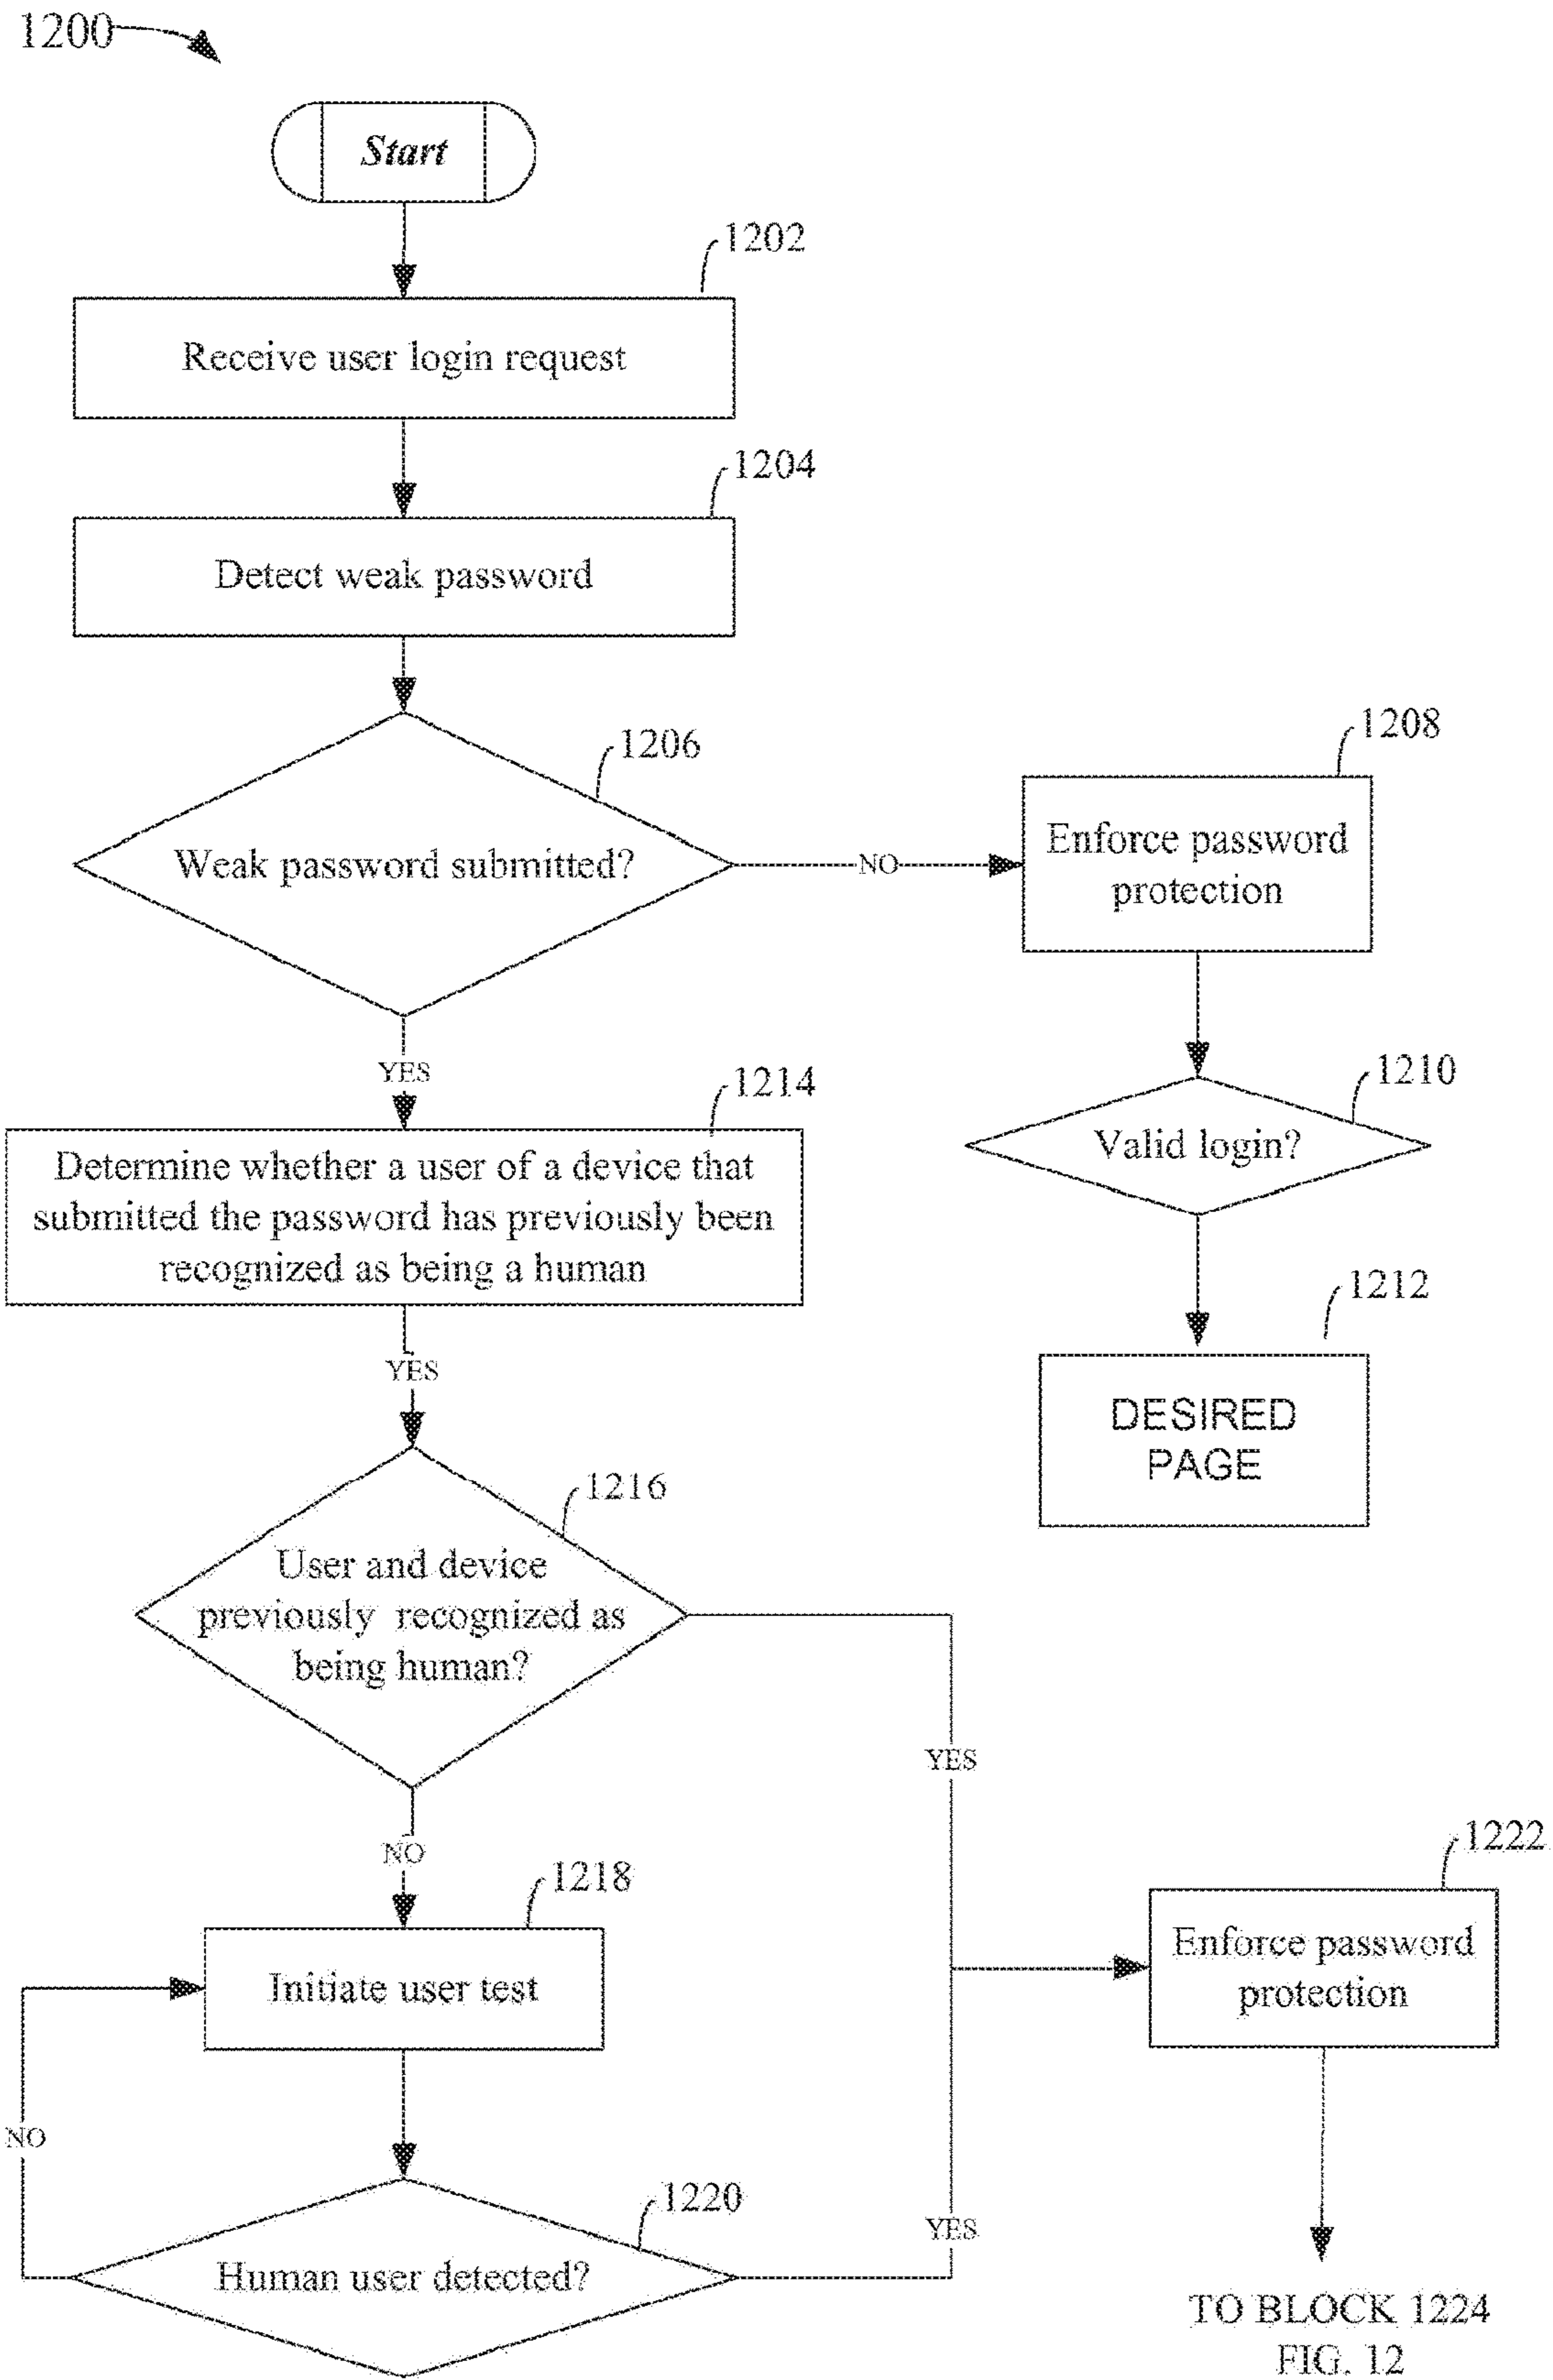 1200
Start
1202
Receive user login request
1204
Detect weak password
1206
Weak password submitted?
NO
1208
Enforce password
protection
YES
1210
Valid login?
1214
Determine whether a user of a device that
submitted the password has previously been
recognized as being a human
1212
DESIRED
PAGE
YES
1216
User and device
previously recognized as
being human?
YES
NO
1218
Initiate user test
1222
Enforce password
protection
NO
1220
Human user detected?
YES
TO BLOCK 1224
FIG. 12